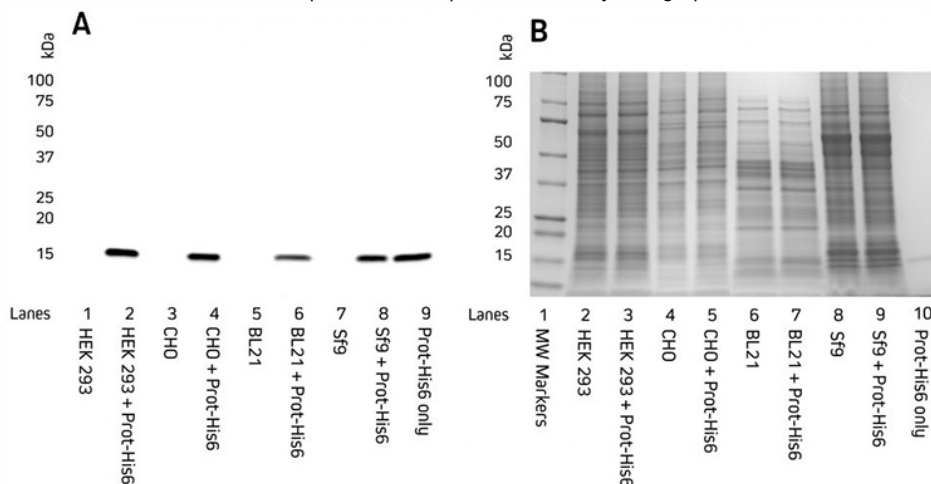 A
kDa
100
75
50
37
25
20
15
Lanes 1 2 3 4 5 6 7 8 9
HEK 293
HEK 293 + Prot-His6
CHO
CHO + Prot-His6
BL21
BL21 + Prot-His6
Sf9
Sf9 + Prot-His6
Prot-His6 only
B
kDa
100
75
50
37
25
20
15
Lanes 1 2 3 4 5 6 7 8 9 10
MW Markers
HEK 293
HEK 293 + Prot-His6
CHO
CHO + Prot-His6
BL21
BL21 + Prot-His6
Sf9
Sf9 + Prot-His6
Prot-His6 only